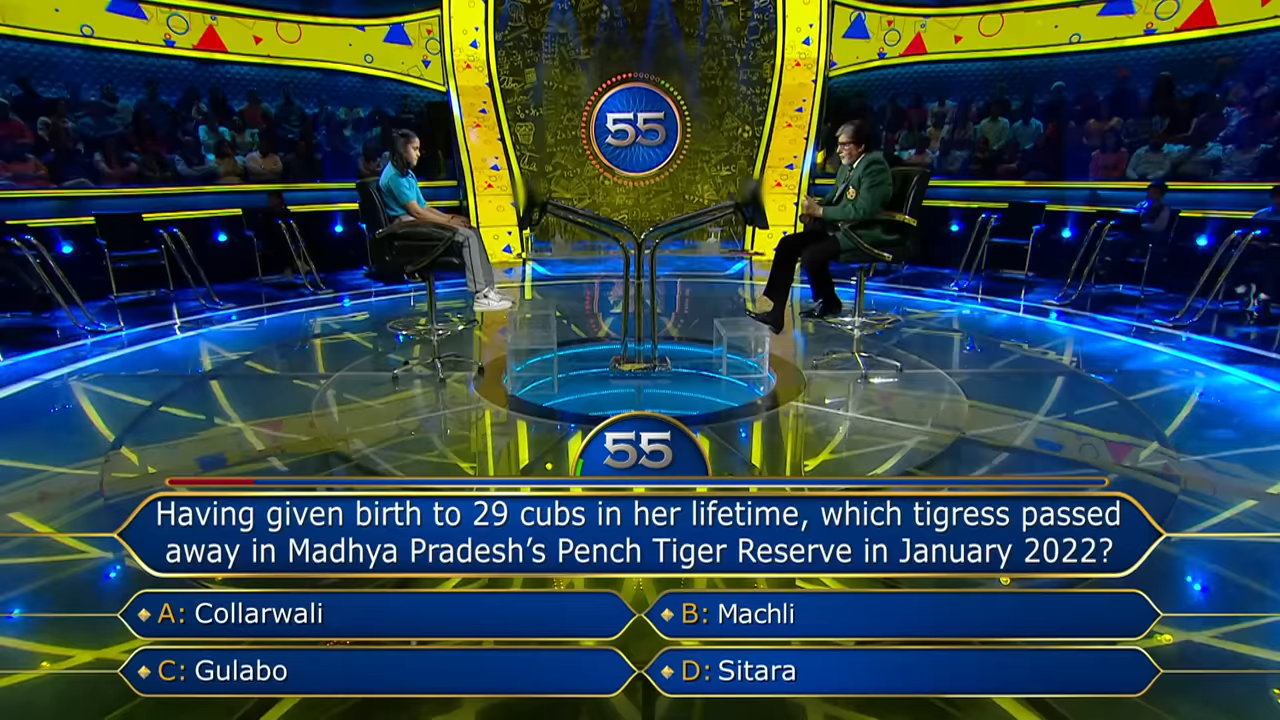 55
55
Having given birth to 29 cubs in her lifetime, which tigress passed
away in Madhya Pradesh’s Pench Tiger Reserve in January 2022?
A: Collarwali
B: Machli
C: Gulabo
D: Sitara